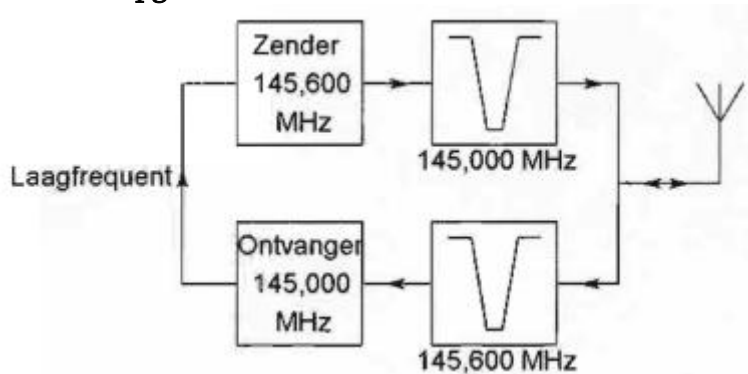 Zender
145,600
MHz
145,000 MHz
Laagfrequent
Ontvanger
145,000
MHz
145,600 MHz